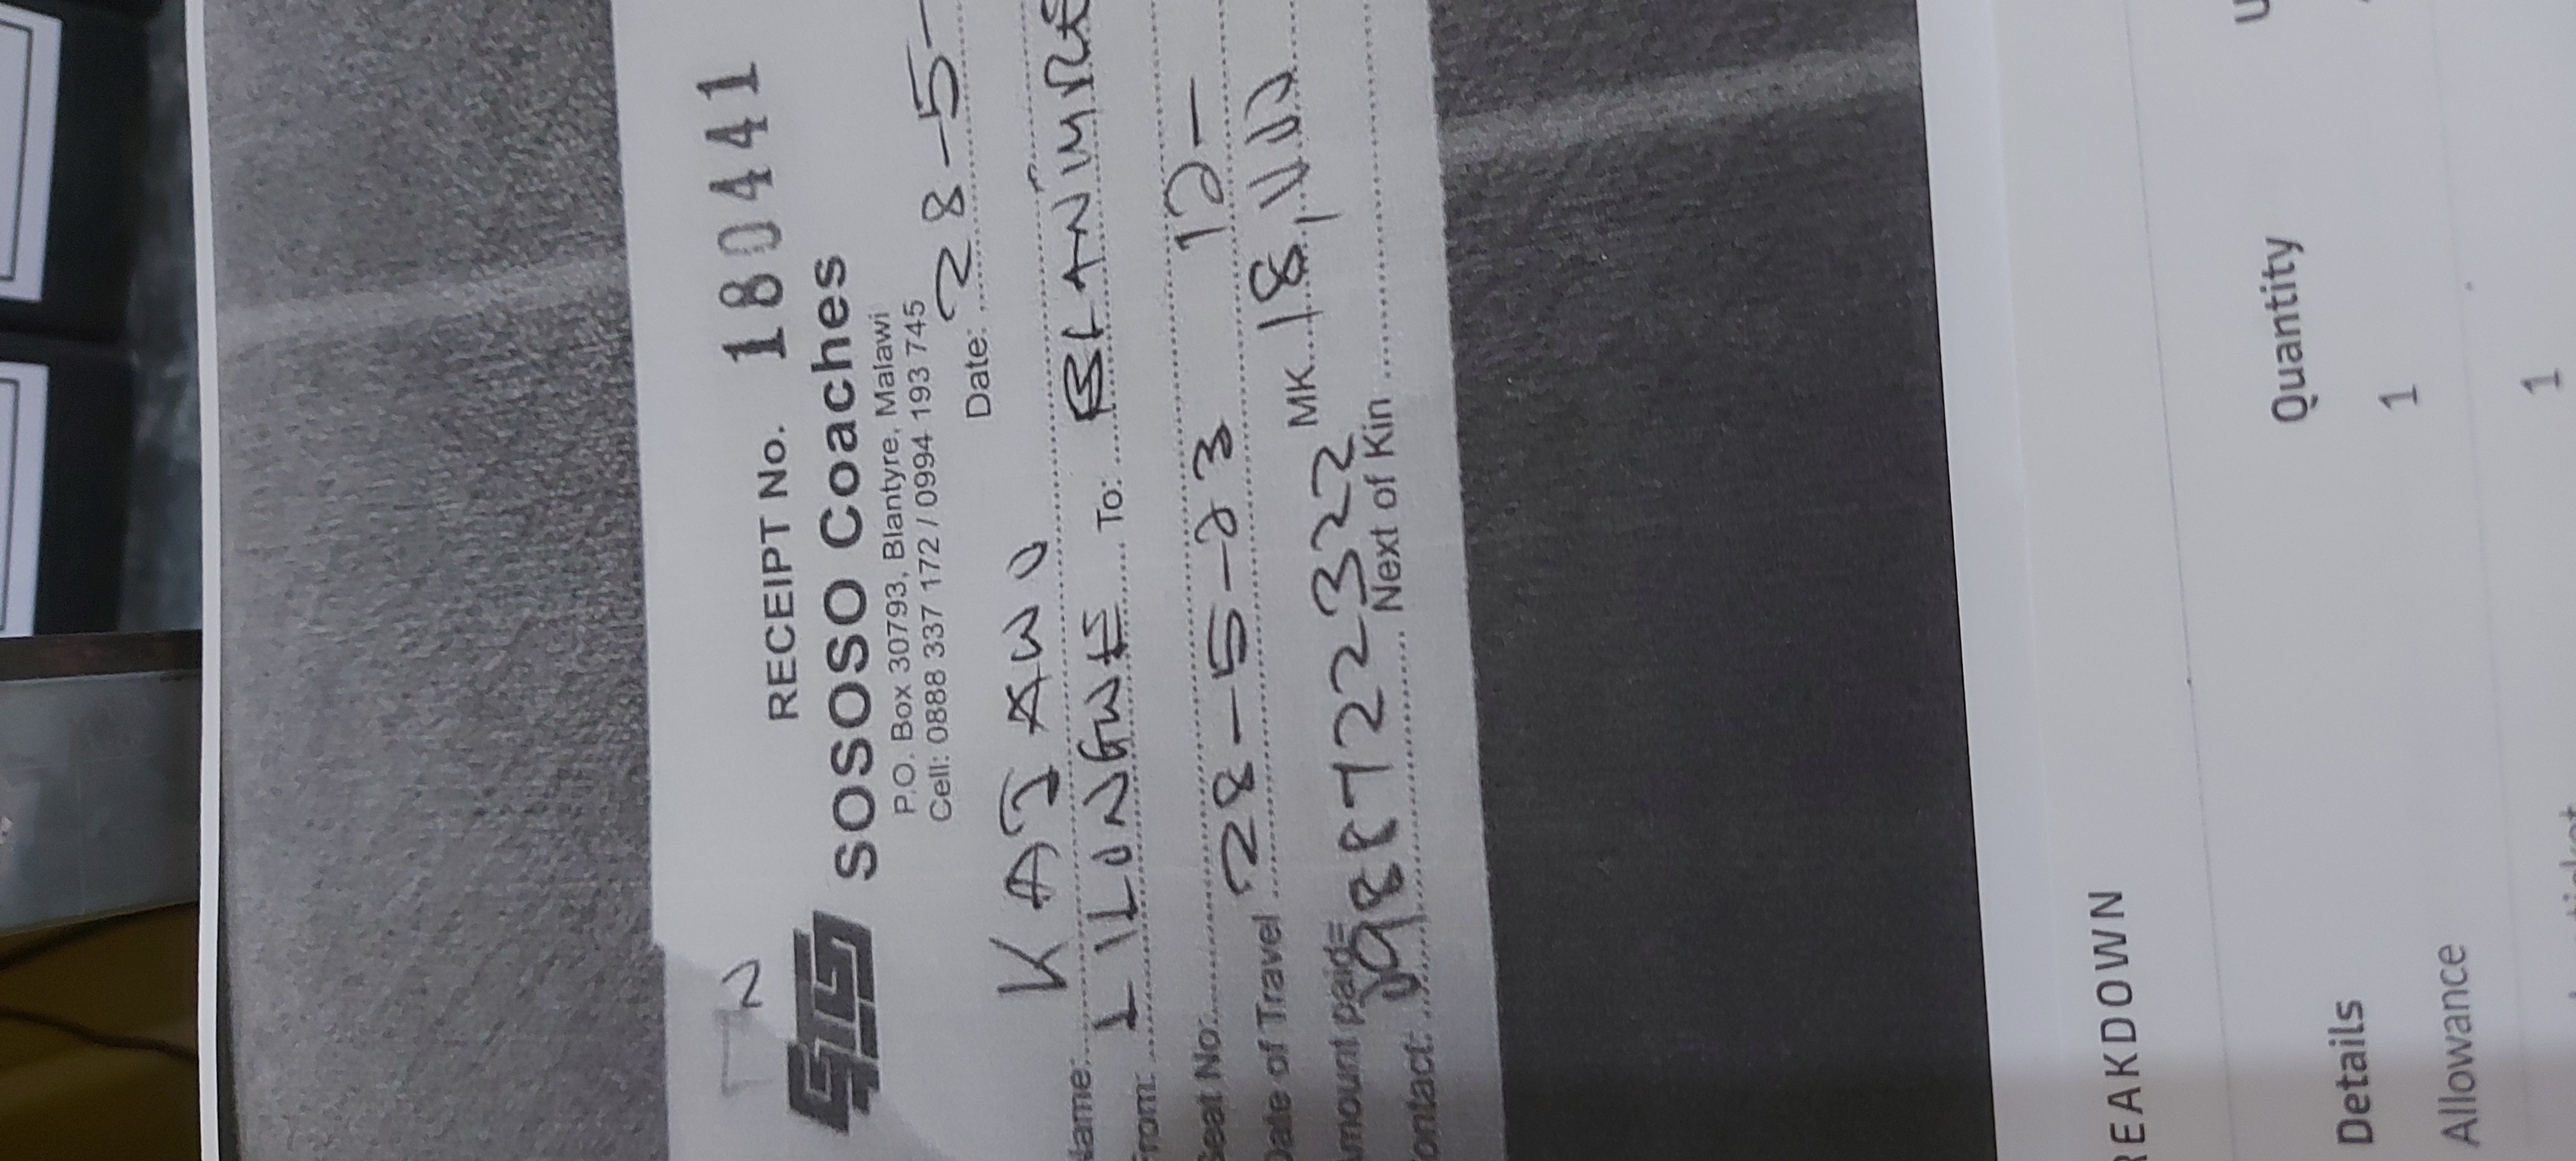 N
RECEIPT No. 180441
STS SOSOSO Coaches
P.O. Box 30793, Blantyre, Malawi
Cell: 0888 337 172 / 0994 193 745
Date: 28-5-
Name: KAJAWO
From: LILONGWE To: BLANTYRE
Seat No:
Date of Travel 28-5-23 12-
Amount paid= MK 18,000
Contact: 0988722322 Next of Kin
REAKDOWN
Details Quantity U
Allowance 1
ticket 1